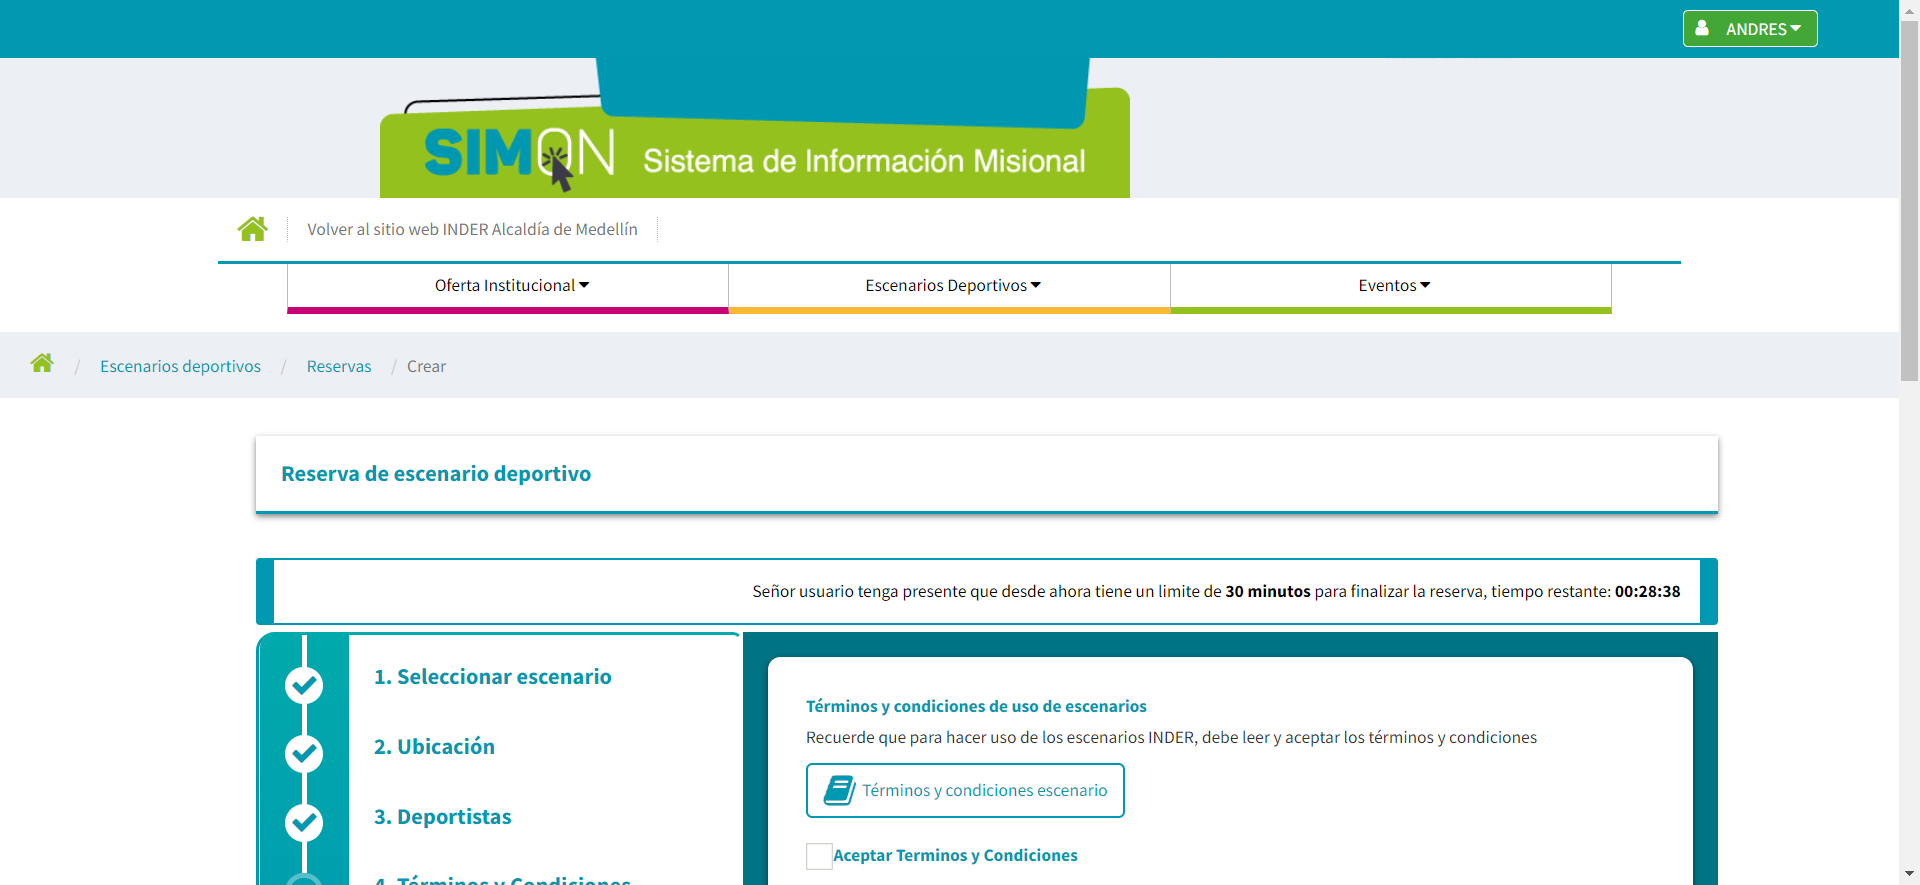 ANDRES
SIMON Sistema de Información Misional
Volver al sitio web INDER Alcaldía de Medellín
Oferta Institucional
Escenarios Deportivos
Eventos
/ Escenarios deportivos / Reservas / Crear
Reserva de escenario deportivo
Señor usuario tenga presente que desde ahora tiene un limite de 30 minutos para finalizar la reserva, tiempo restante: 00:28:38
1. Seleccionar escenario
2. Ubicación
3. Deportistas
4. Términos y Condiciones
Términos y condiciones de uso de escenarios
Recuerde que para hacer uso de los escenarios INDER, debe leer y aceptar los términos y condiciones
Términos y condiciones escenario
Aceptar Terminos y Condiciones